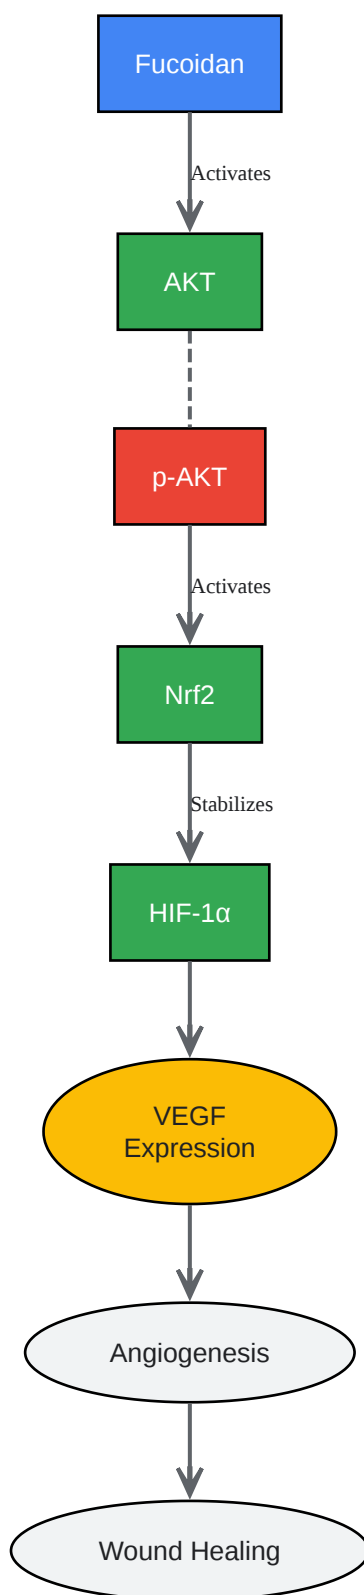 Fucoidan
Activates
AKT
p-AKT
Activates
Nrf2
Stabilizes
HIF-1α
VEGF
Expression
Angiogenesis
Wound Healing